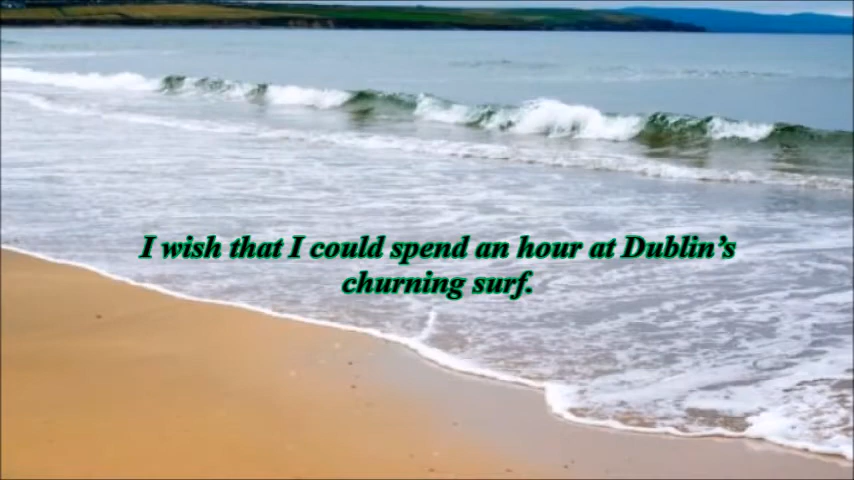 I wish that I could spend an hour at Dublin’s
churning surf.